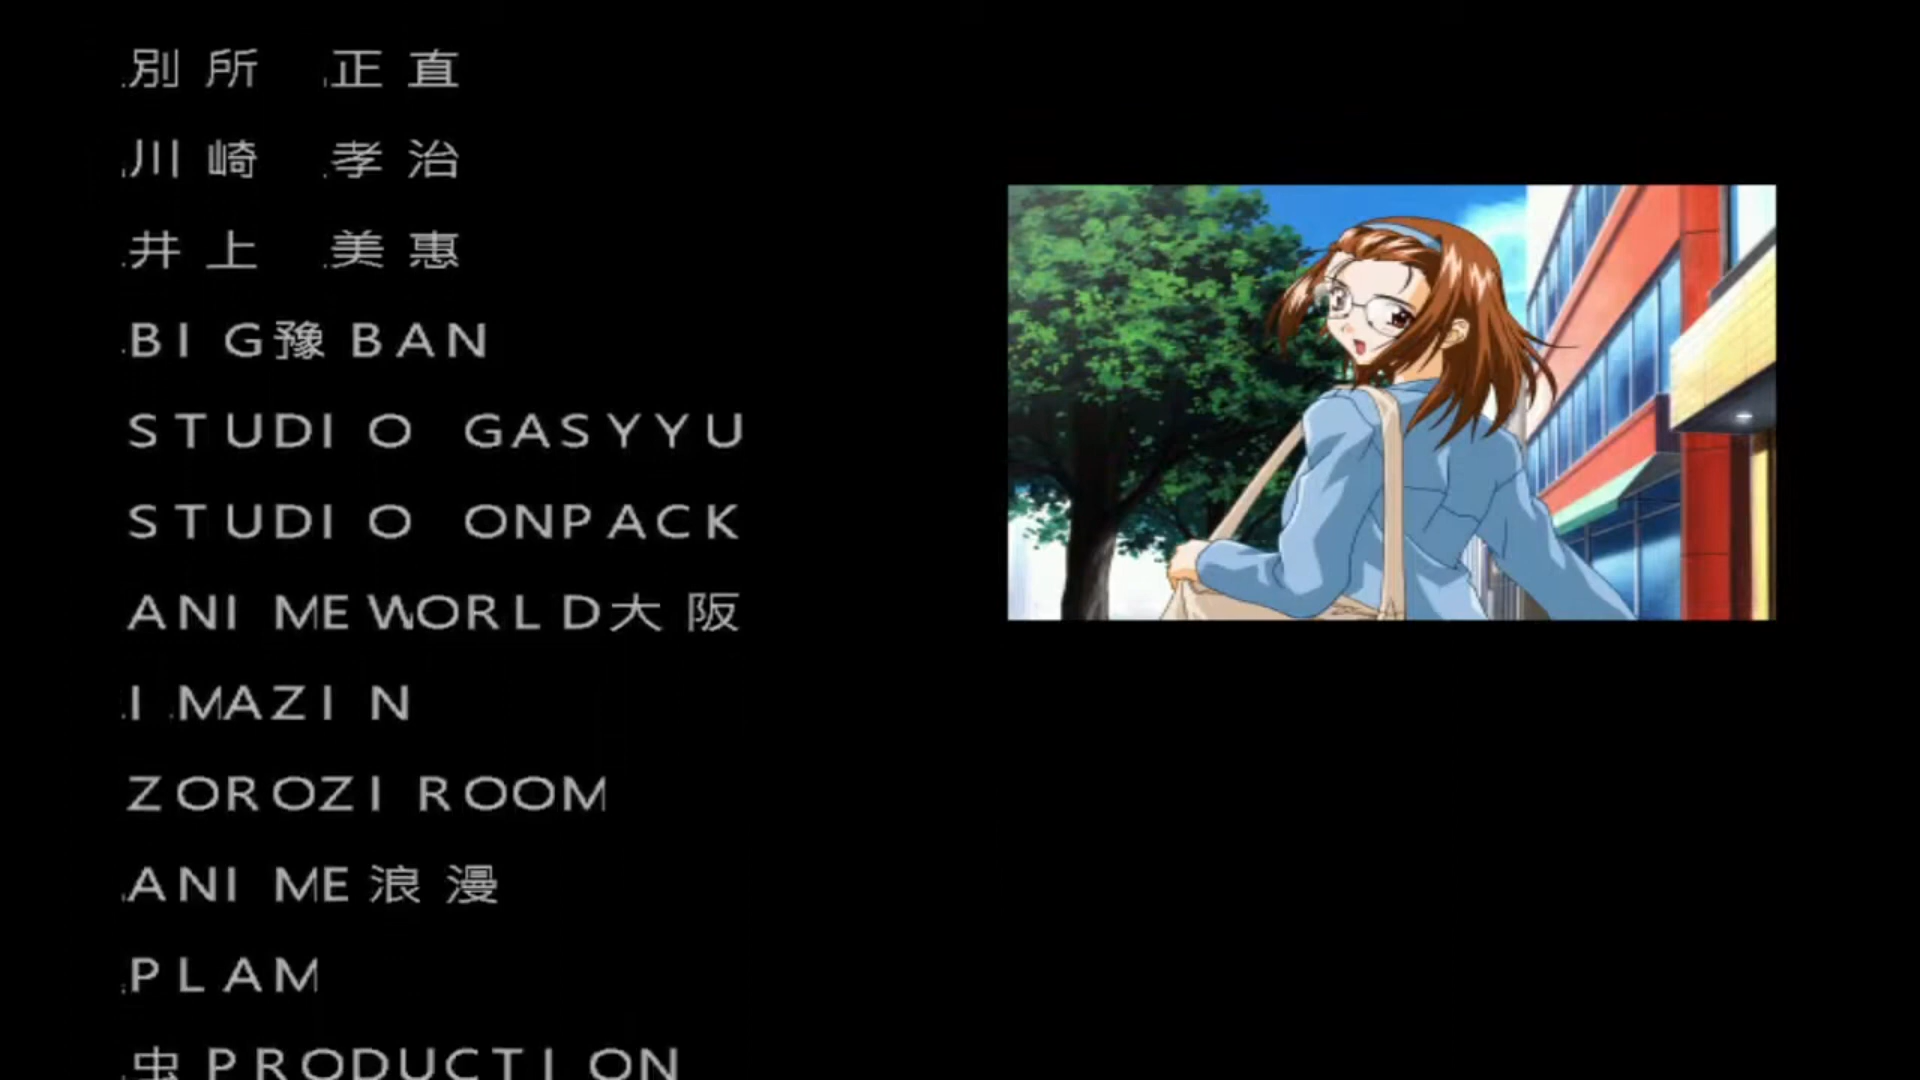 別所 正直
川崎 孝治
井上 美惠
BIG豫BAN
STUDIO GASYYU
STUDIO ONPACK
ANIMEWORLD大阪
IMAZIN
ZOROZIROOM
ANIME浪漫
PLAM
虫PRODUCTION